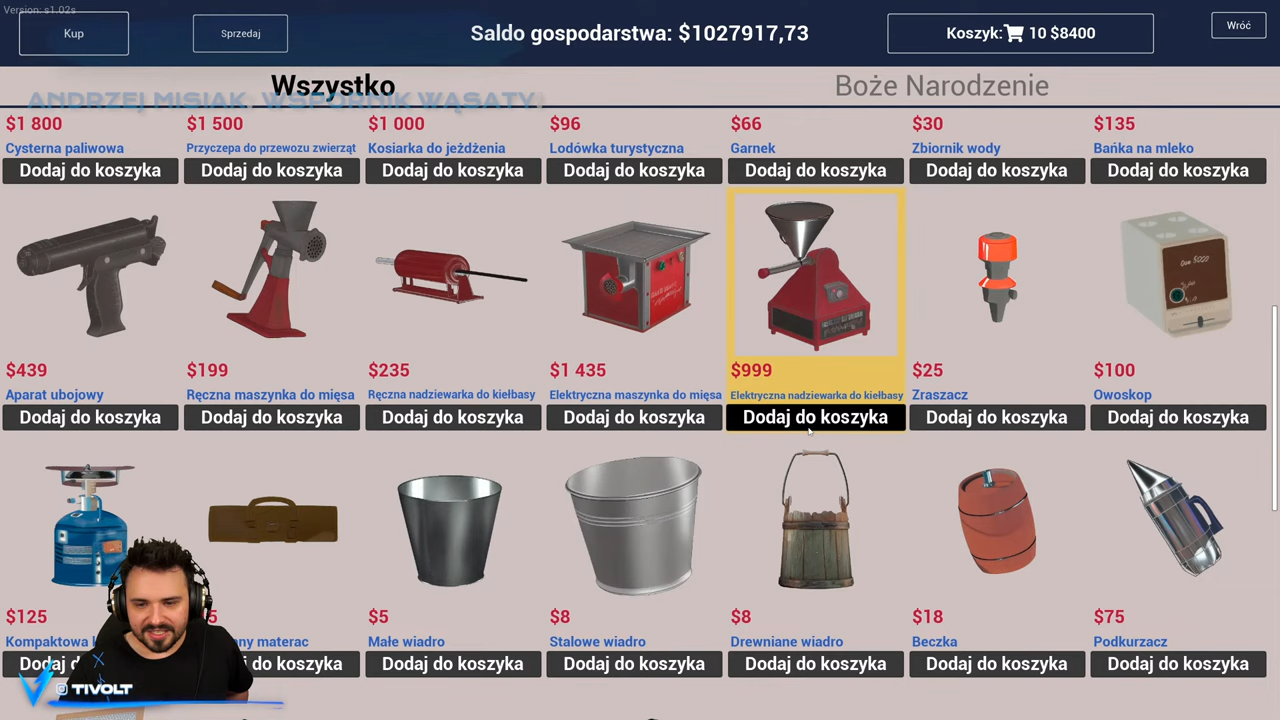 Version: s1.02s
Kup
Sprzedaj
Saldo gospodarstwa: $1027917,73
Koszyk: 10 $8400
Wróć
Wszystko
Boże Narodzenie
ANDRZEJ MISIAK, WSPORNIK WĄSATY
$1 800
$1 500
$1 000
$96
$66
$30
$135
Cysterna paliwowa
Przyczepa do przewozu zwierząt
Kosiarka do jeżdżenia
Lodówka turystyczna
Garnek
Zbiornik wody
Bańka na mleko
Dodaj do koszyka
Dodaj do koszyka
Dodaj do koszyka
Dodaj do koszyka
Dodaj do koszyka
Dodaj do koszyka
Dodaj do koszyka
$439
$199
$235
$1 435
$999
$25
$100
Aparat ubojowy
Ręczna maszynka do mięsa
Ręczna nadziewarka do kiełbasy
Elektryczna maszynka do mięsa
Elektryczna nadziewarka do kiełbasy
Zraszacz
Owoskop
Dodaj do koszyka
Dodaj do koszyka
Dodaj do koszyka
Dodaj do koszyka
Dodaj do koszyka
Dodaj do koszyka
Dodaj do koszyka
$125
$5
$8
$8
$18
$75
Kompaktowa
materac
Małe wiadro
Stalowe wiadro
Drewniane wiadro
Beczka
Podkurzacz
do koszyka
Dodaj do koszyka
Dodaj do koszyka
Dodaj do koszyka
Dodaj do koszyka
Dodaj do koszyka
TIVOLT